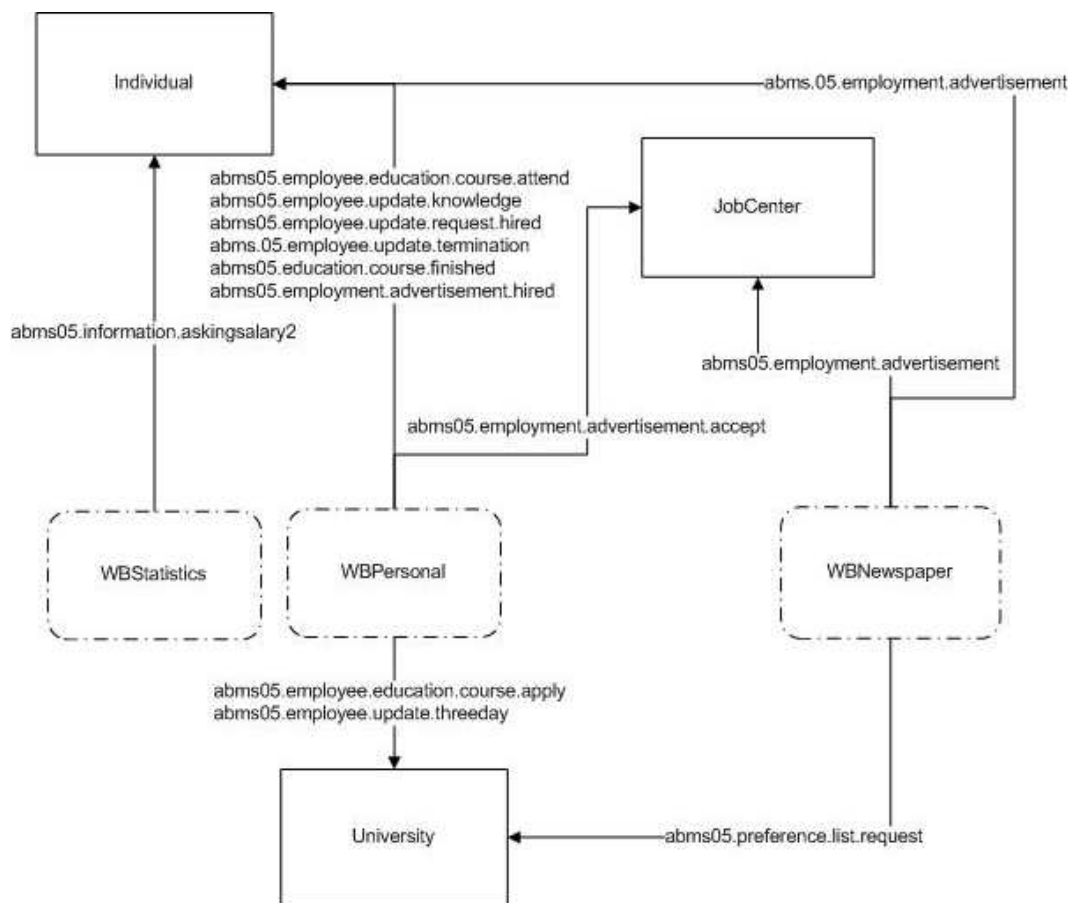 Individual
abms.05.employment.advertisement
abms05.employee.education.course.attend
abms05.employee.update.knowledge
abms05.employee.update.request.hired
abms.05.employee.update.termination
abms05.education.course.finished
abms05.employment.advertisement.hired
JobCenter
abms05.information.askingsalary2
abms05.employment.advertisement
abms05.employment.advertisement.accept
WBStatistics
WBPersonal
WBNewspaper
abms05.employee.education.course.apply
abms05.employee.update.threeday
University
abms05.preference.list.request